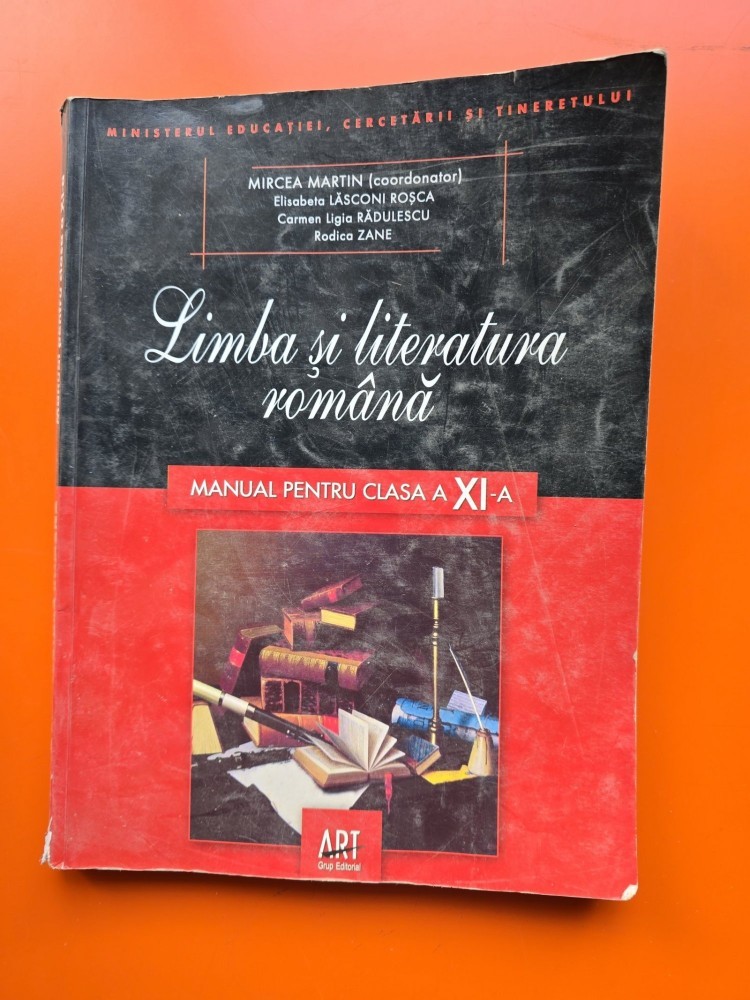 MINISTERUL EDUCAȚIEI, CERCETĂRII ȘI TINERETULUI
MIRCEA MARTIN (coordonator)
Elisabeta LĂSCONI ROȘCA
Carmen Ligia RĂDULESCU
Rodica ZANE
Limba și literatura
română
MANUAL PENTRU CLASA A XI-A
ART
Grup Editorial